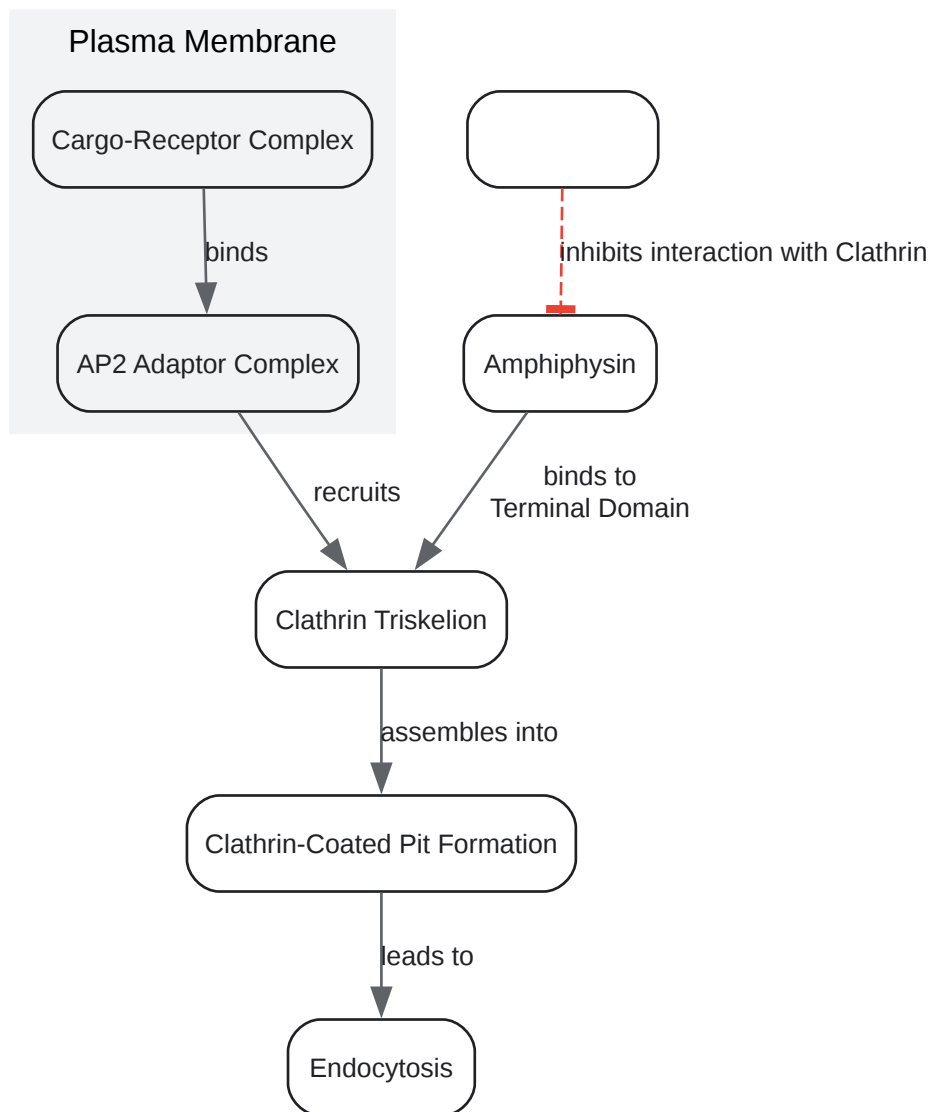 Plasma Membrane
Cargo-Receptor Complex
binds
inhibits interaction with Clathrin
AP2 Adaptor Complex
Amphiphysin
recruits
binds to
Terminal Domain
Clathrin Triskelion
assembles into
Clathrin-Coated Pit Formation
leads to
Endocytosis